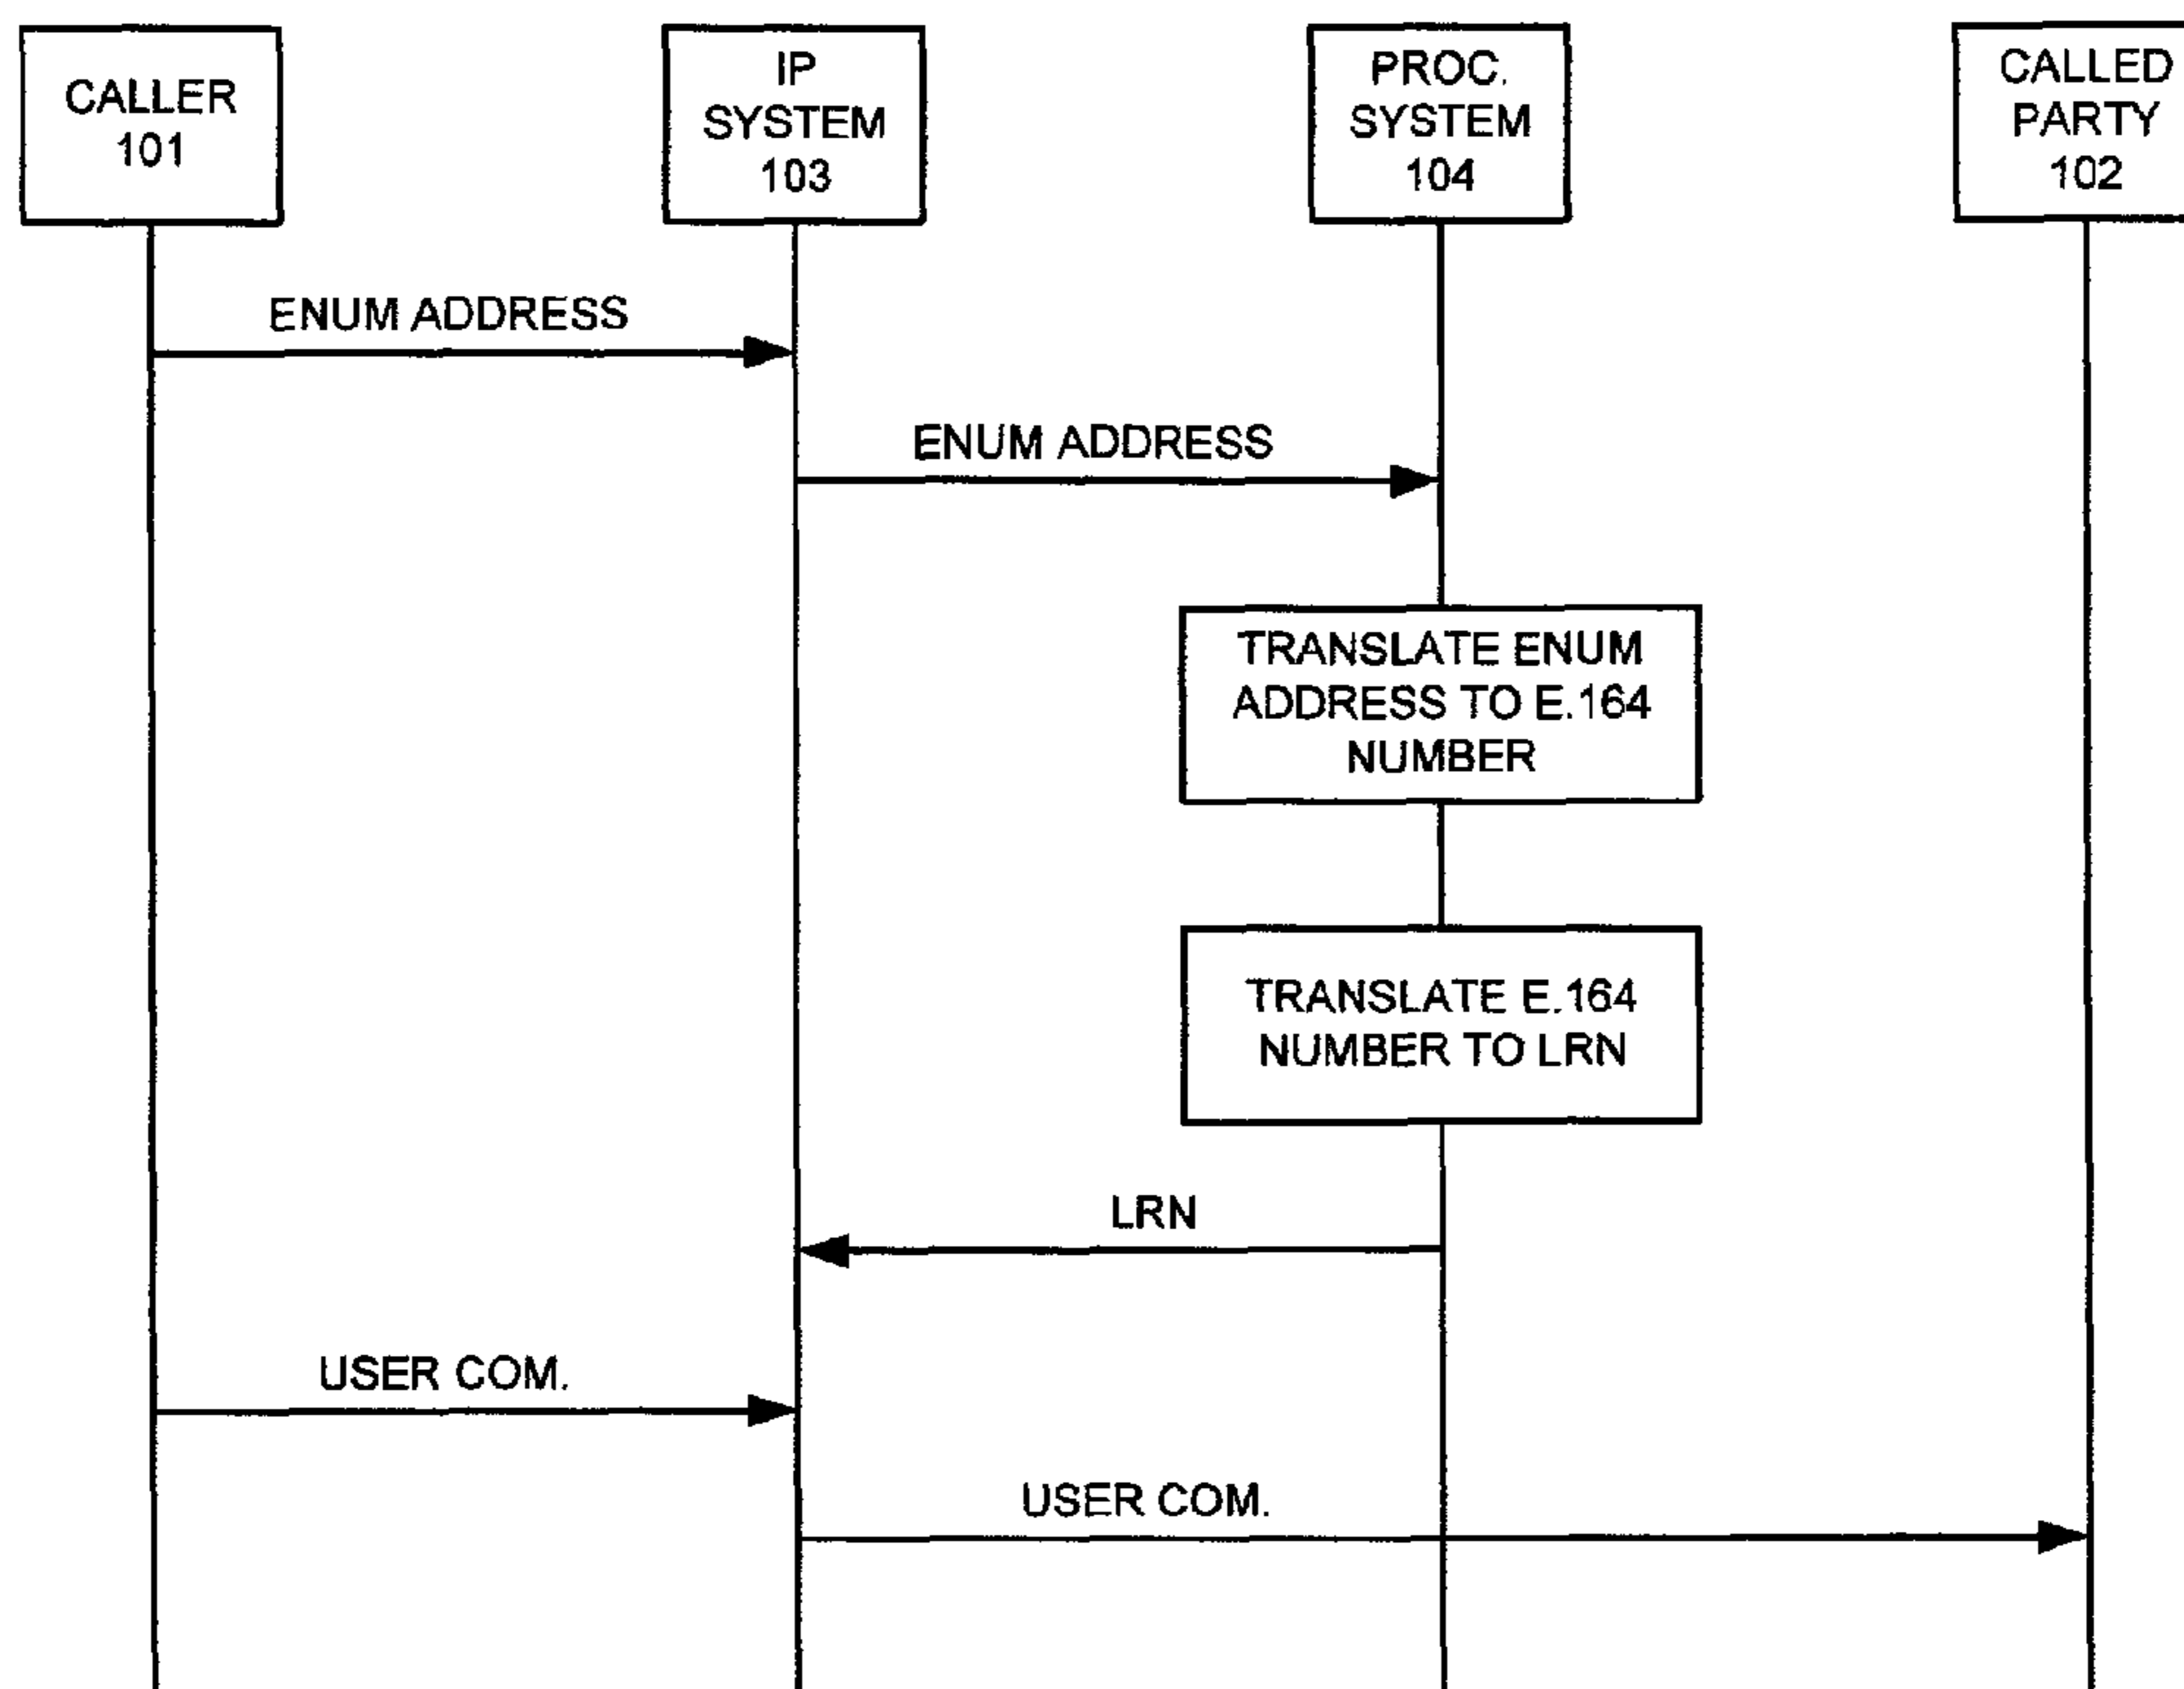 CALLER
101
IP
SYSTEM
103
PROC.
SYSTEM
104
CALLED
PARTY
102
ENUM ADDRESS
ENUM ADDRESS
TRANSLATE ENUM
ADDRESS TO E.164
NUMBER
TRANSLATE E.164
NUMBER TO LRN
LRN
USER COM.
USER COM.